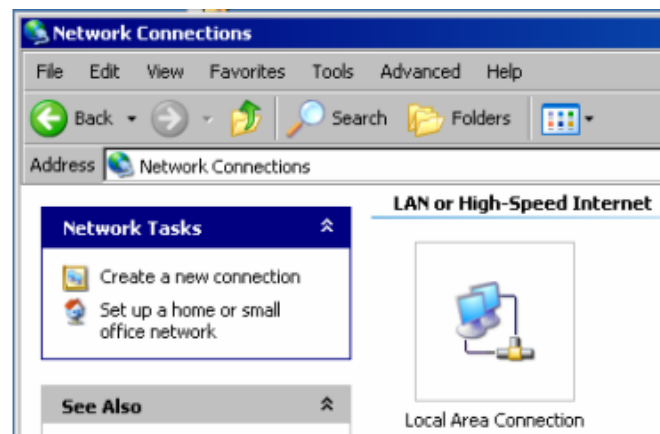 Network Connections
File Edit View Favorites Tools Advanced Help
Back Search Folders
Address Network Connections
Network Tasks
Create a new connection
Set up a home or small
office network
See Also
LAN or High-Speed Internet
Local Area Connection